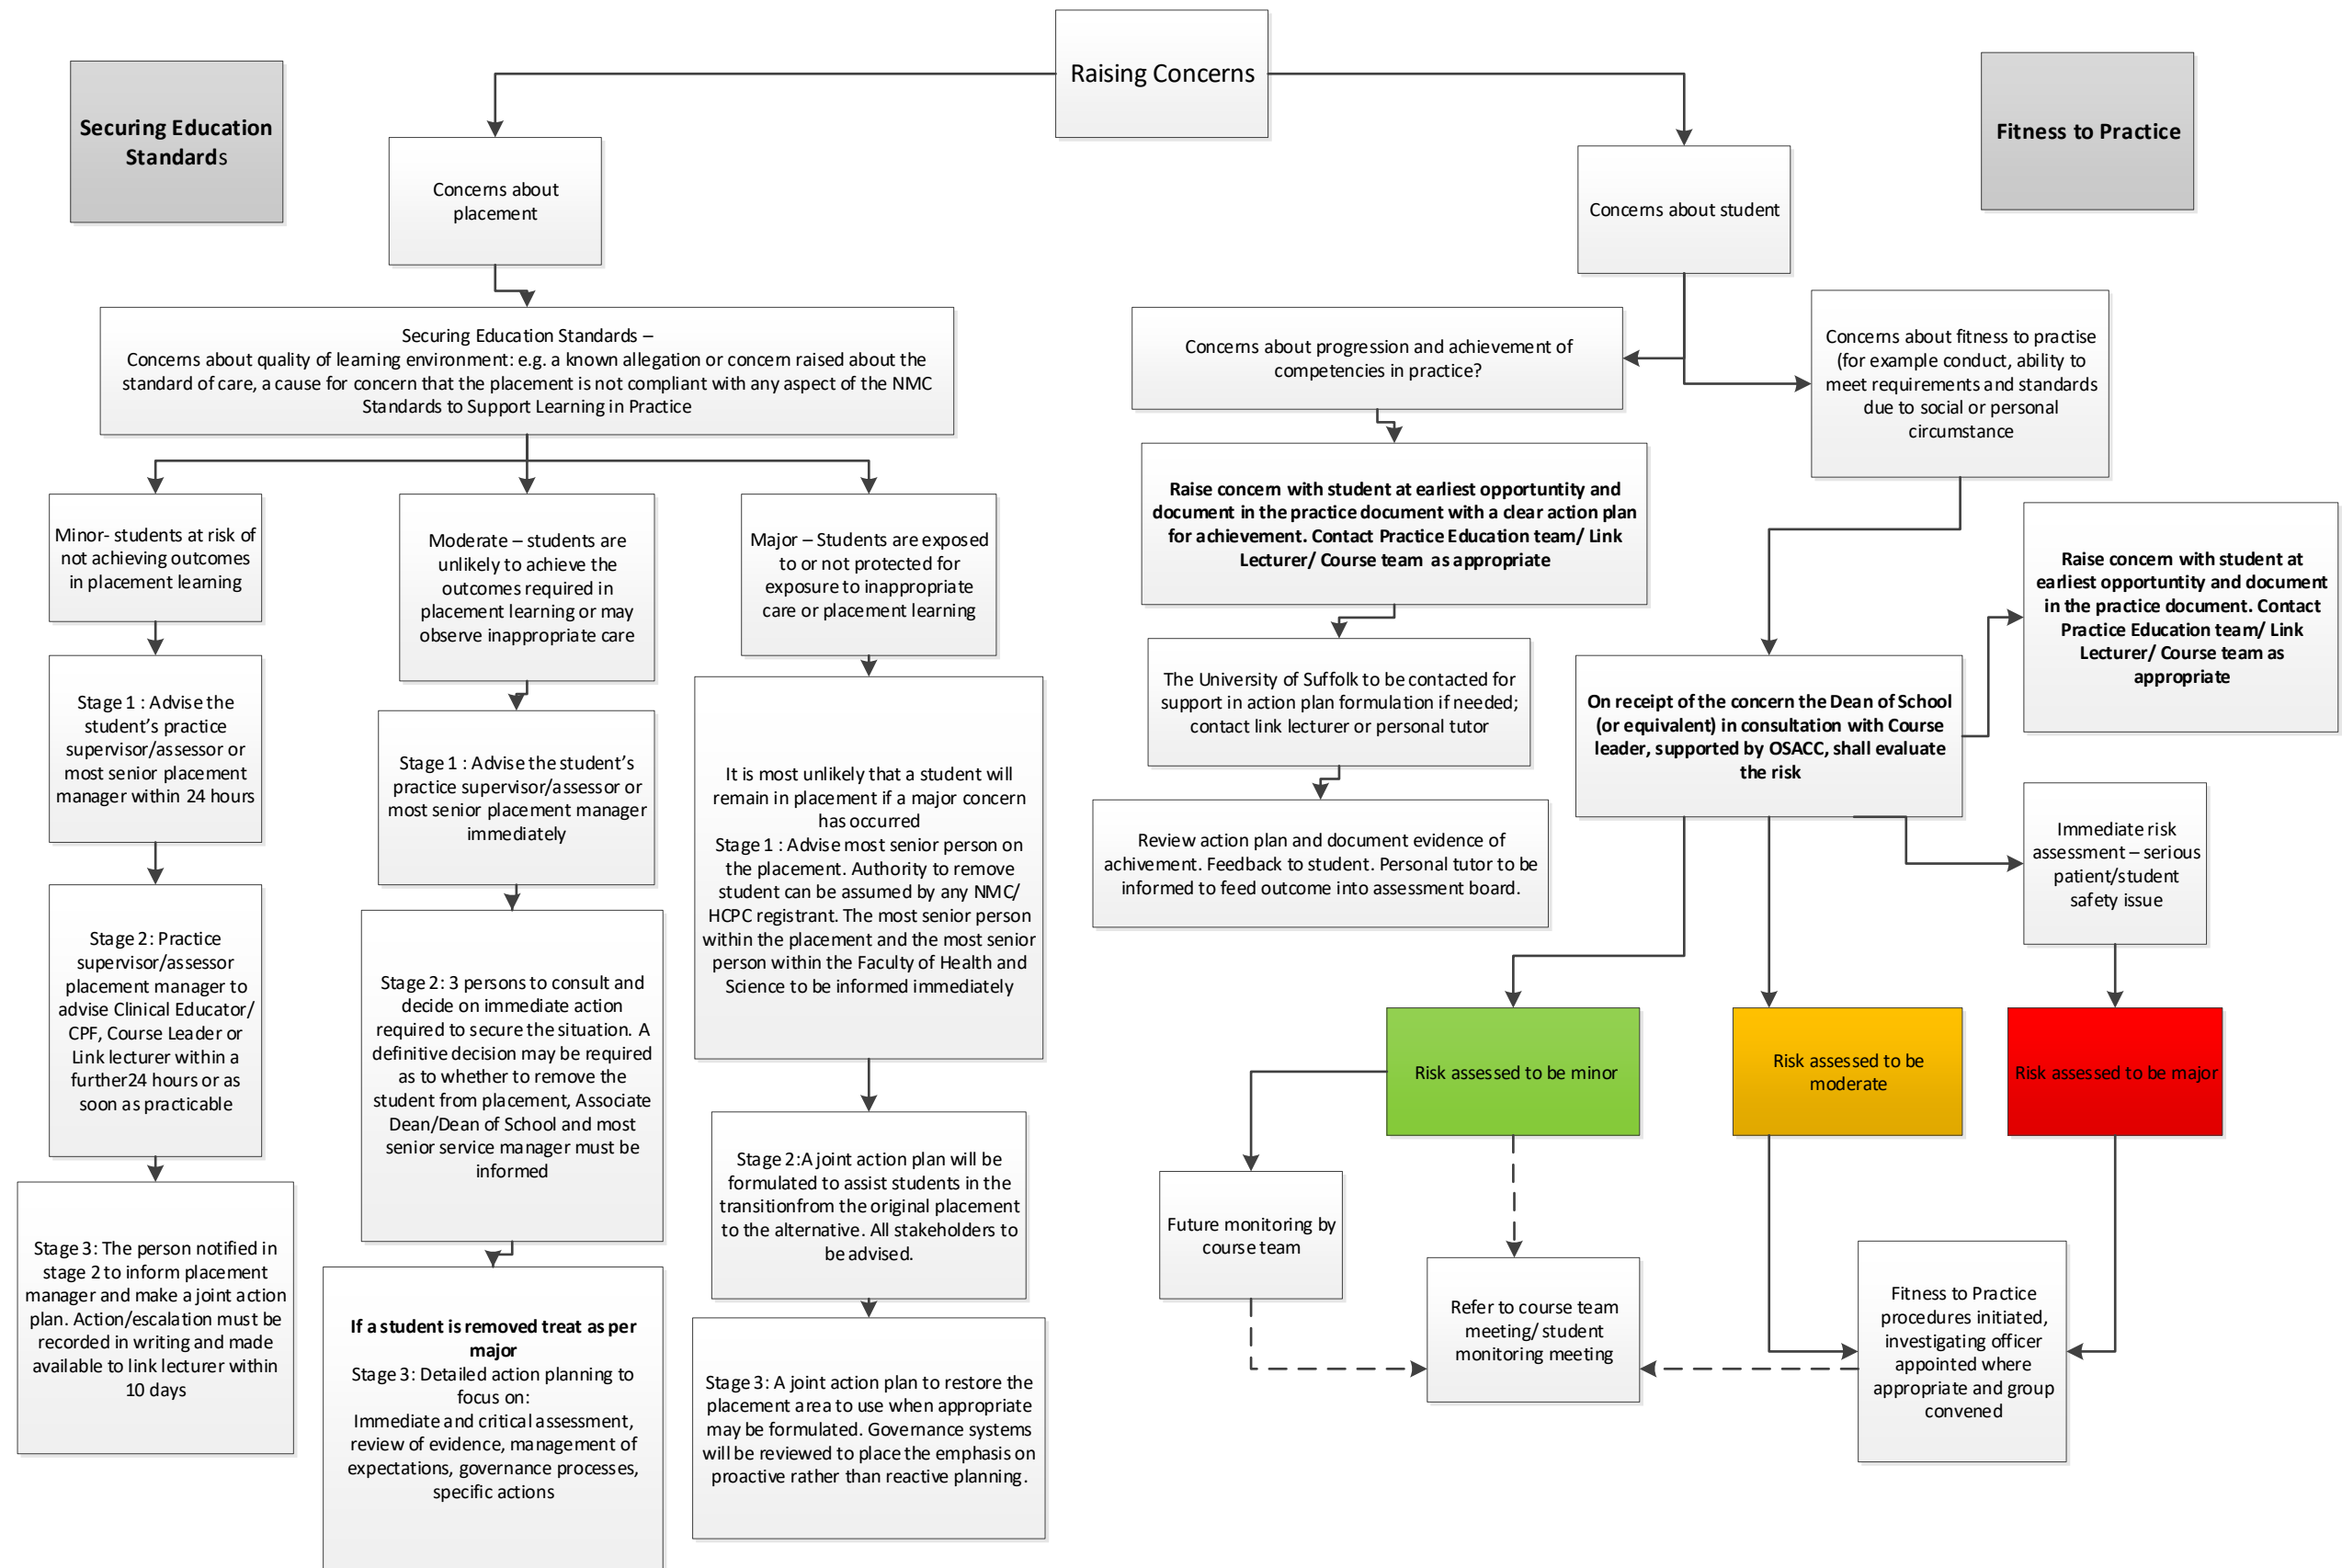 Raising Concerns
Securing Education
Standards
Fitness to Practice
Concerns about
placement
Concerns about student
Securing Education Standards –
Concerns about quality of learning environment: e.g. a known allegation or concern raised about the
standard of care, a cause for concern that the placement is not compliant with any aspect of the NMC
Standards to Support Learning in Practice
Minor- students at risk of
not achieving outcomes
in placement learning
Stage 1 : Advise the
student's practice
supervisor/assessor or
most senior placement
manager within 24 hours
Stage 2: Practice
supervisor/assessor
placement manager to
advise Clinical Educator/
CPF, Course Leader or
Link lecturer within a
further24 hours or as
soon as practicable
Stage 3: The person notified in
stage 2 to inform placement
manager and make a joint action
plan. Action/escalation must be
recorded in writing and made
available to link lecturer within
10 days
Moderate – students are
unlikely to achieve the
outcomes required in
placement learning or may
observe inappropriate care
Stage 1 : Advise the student's
practice supervisor/assessor or
most senior placement manager
immediately
Stage 2: 3 persons to consult and
decide on immediate action
required to secure the situation. A
definitive decision may be required
as to whether to remove the
student from placement, Associate
Dean/Dean of School and most
senior service manager must be
informed
If a student is removed treat as per
major
Stage 3: Detailed action planning to
focus on:
Immediate and critical assessment,
review of evidence, management of
expectations, governance processes,
specific actions
Major – Students are exposed
to or not protected for
exposure to inappropriate
care or placement learning
It is most unlikely that a student will
remain in placement if a major concern
has occurred
Stage 1 : Advise most senior person on
the placement. Authority to remove
student can be assumed by any NMC/
HCPC registrant. The most senior person
within the placement and the most senior
person within the Faculty of Health and
Science to be informed immediately
Stage 2:A joint action plan will be
formulated to assist students in the
transitionfrom the original placement
to the alternative. All stakeholders to
be advised.
Stage 3: A joint action plan to restore the
placement area to use when appropriate
may be formulated. Governance systems
will be reviewed to place the emphasis on
proactive rather than reactive planning.
Concerns about progression and achievement of
competencies in practice?
Raise concern with student at earliest opportuntity and
document in the practice document with a clear action plan
for achievement. Contact Practice Education team/ Link
Lecturer/ Course team as appropriate
The University of Suffolk to be contacted for
support in action plan formulation if needed;
contact link lecturer or personal tutor
Review action plan and document evidence of
achivement. Feedback to student. Personal tutor to be
informed to feed outcome into assessment board.
Concerns about fitness to practise
(for example conduct, ability to
meet requirements and standards
due to social or personal
circumstance
Raise concern with student at
earliest opportuntity and document
in the practice document. Contact
Practice Education team/ Link
Lecturer/ Course team as
appropriate
On receipt of the concern the Dean of School
(or equivalent) in consultation with Course
leader, supported by OSACC, shall evaluate
the risk
Immediate risk
assessment – serious
patient/student
safety issue
Risk assessed to be minor
Risk assessed to be
moderate
Risk assessed to be major
Future monitoring by
course team
Refer to course team
meeting/ student
monitoring meeting
Fitness to Practice
procedures initiated,
investigating officer
appointed where
appropriate and group
convened